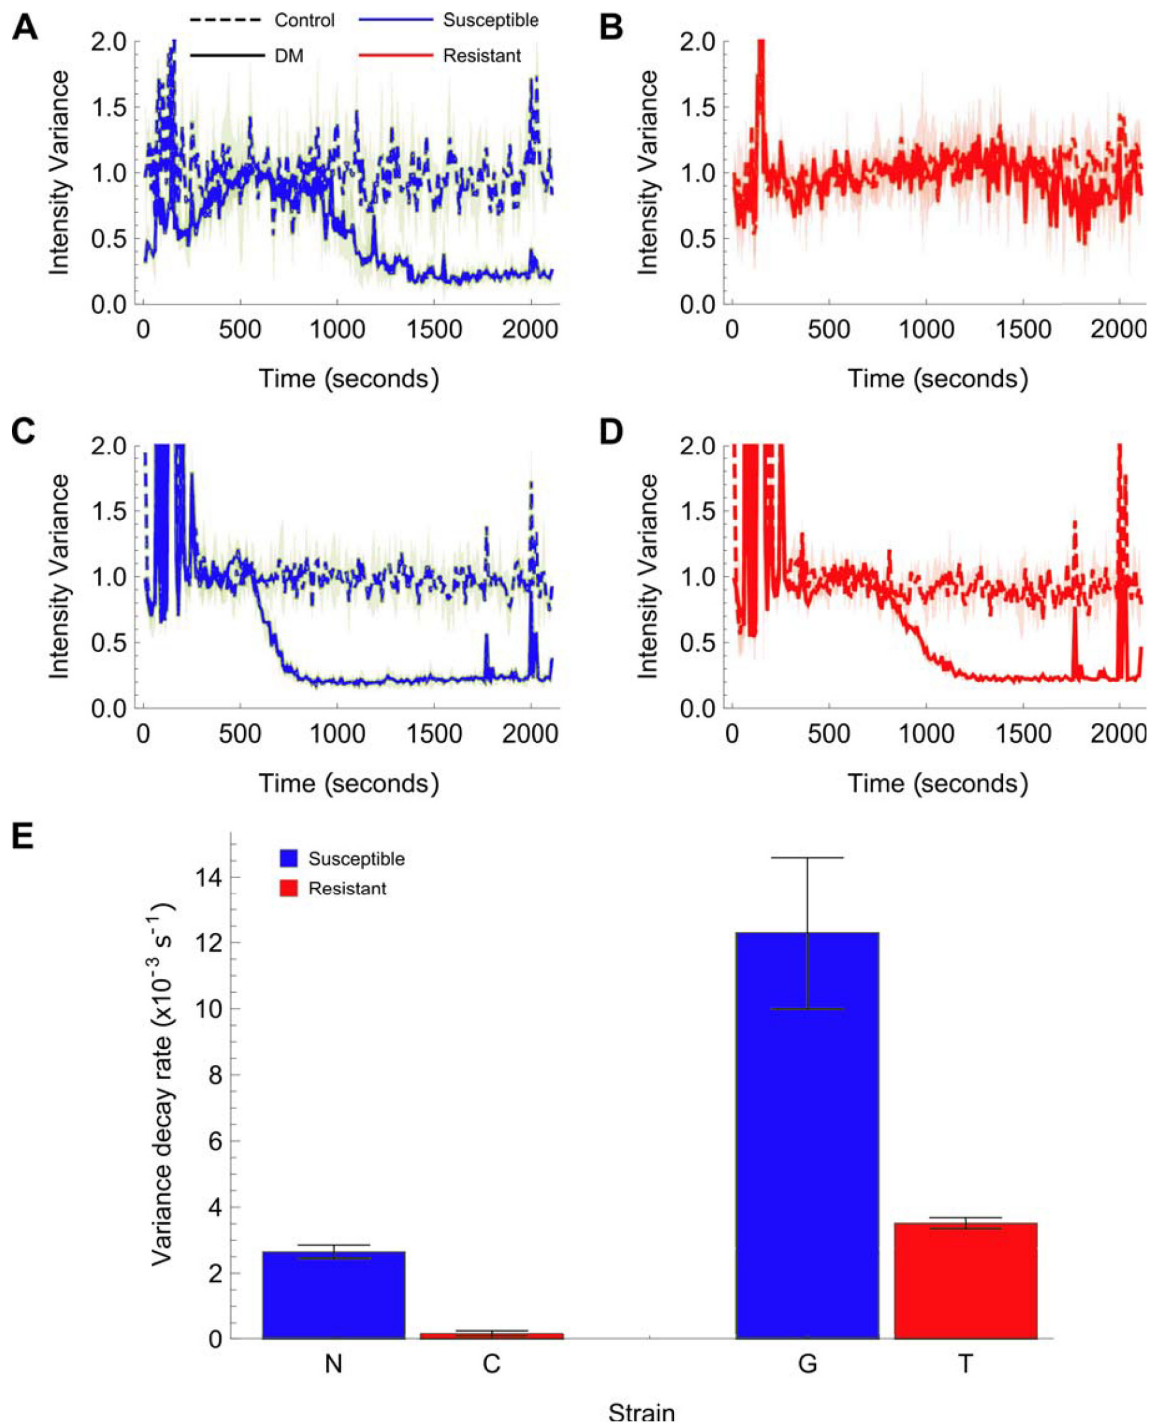 A
Control
Susceptible
DM
Resistant
2.0
1.5
1.0
0.5
0.0
Intensity Variance
0 500 1000 1500 2000
Time (seconds)
B
2.0
1.5
1.0
0.5
0.0
Intensity Variance
0 500 1000 1500 2000
Time (seconds)
C
2.0
1.5
1.0
0.5
0.0
Intensity Variance
0 500 1000 1500 2000
Time (seconds)
D
2.0
1.5
1.0
0.5
0.0
Intensity Variance
0 500 1000 1500 2000
Time (seconds)
E
Susceptible
Resistant
14
12
10
8
6
4
2
0
Variance decay rate (x10⁻³ s⁻¹)
N C G T
Strain